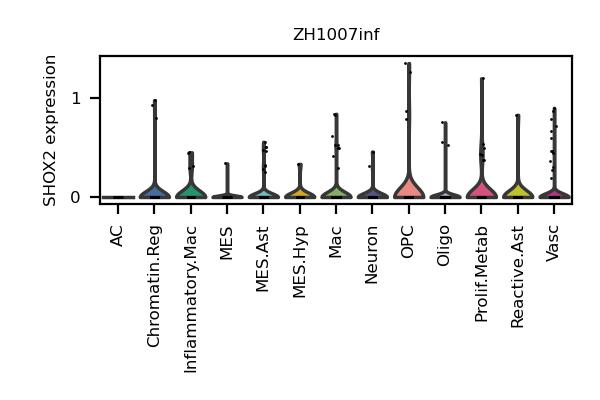 ZH1007inf
SHOX2 expression
1
0
AC
Chromatin.Reg
Inflammatory.Mac
MES
MES.Ast
MES.Hyp
Mac
Neuron
OPC
Oligo
Prolif.Metab
Reactive.Ast
Vasc